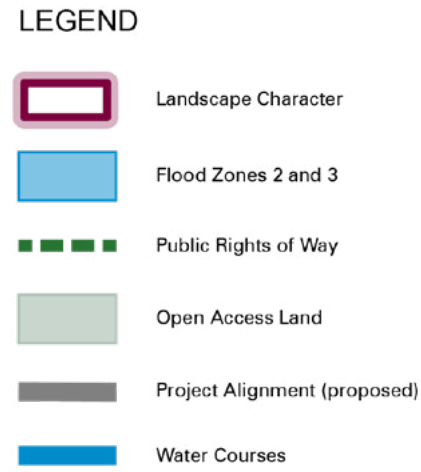 LEGEND
Landscape Character
Flood Zones 2 and 3
Public Rights of Way
Open Access Land
Project Alignment (proposed)
Water Courses